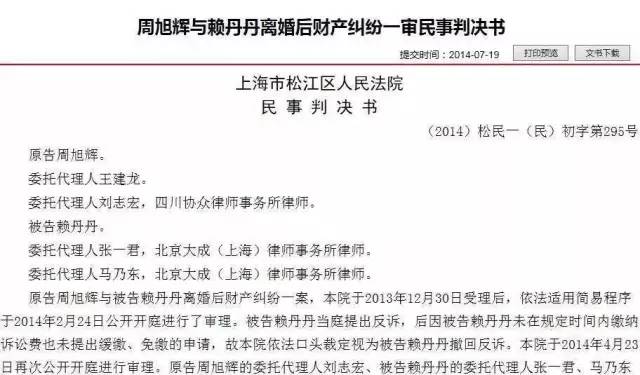 周旭辉与赖丹丹离婚后财产纠纷一审民事判决书
提交时间：2014-07-19 打印预览 文书下载
上海市松江区人民法院
民 事 判 决 书
（2014）松民一（民）初字第295号
原告周旭辉。
委托代理人王建龙。
委托代理人刘志宏，四川协众律师事务所律师。
被告赖丹丹。
委托代理人张一君，北京大成（上海）律师事务所律师。
委托代理人马乃东，北京大成（上海）律师事务所律师。
原告周旭辉与被告赖丹丹离婚后财产纠纷一案，本院于2013年12月30日受理后，依法适用简易程序
于2014年2月24日公开开庭进行了审理。被告赖丹丹当庭提出反诉，后因被告赖丹丹未在规定时间内缴纳
诉讼费也未提出缓缴、免缴的申请，故本院依法口头裁定视为被告赖丹丹撤回反诉。本院于2014年4月23
日再次公开开庭进行审理。原告周旭辉的委托代理人刘志宏、被告赖丹丹的委托代理人张一君、马乃东